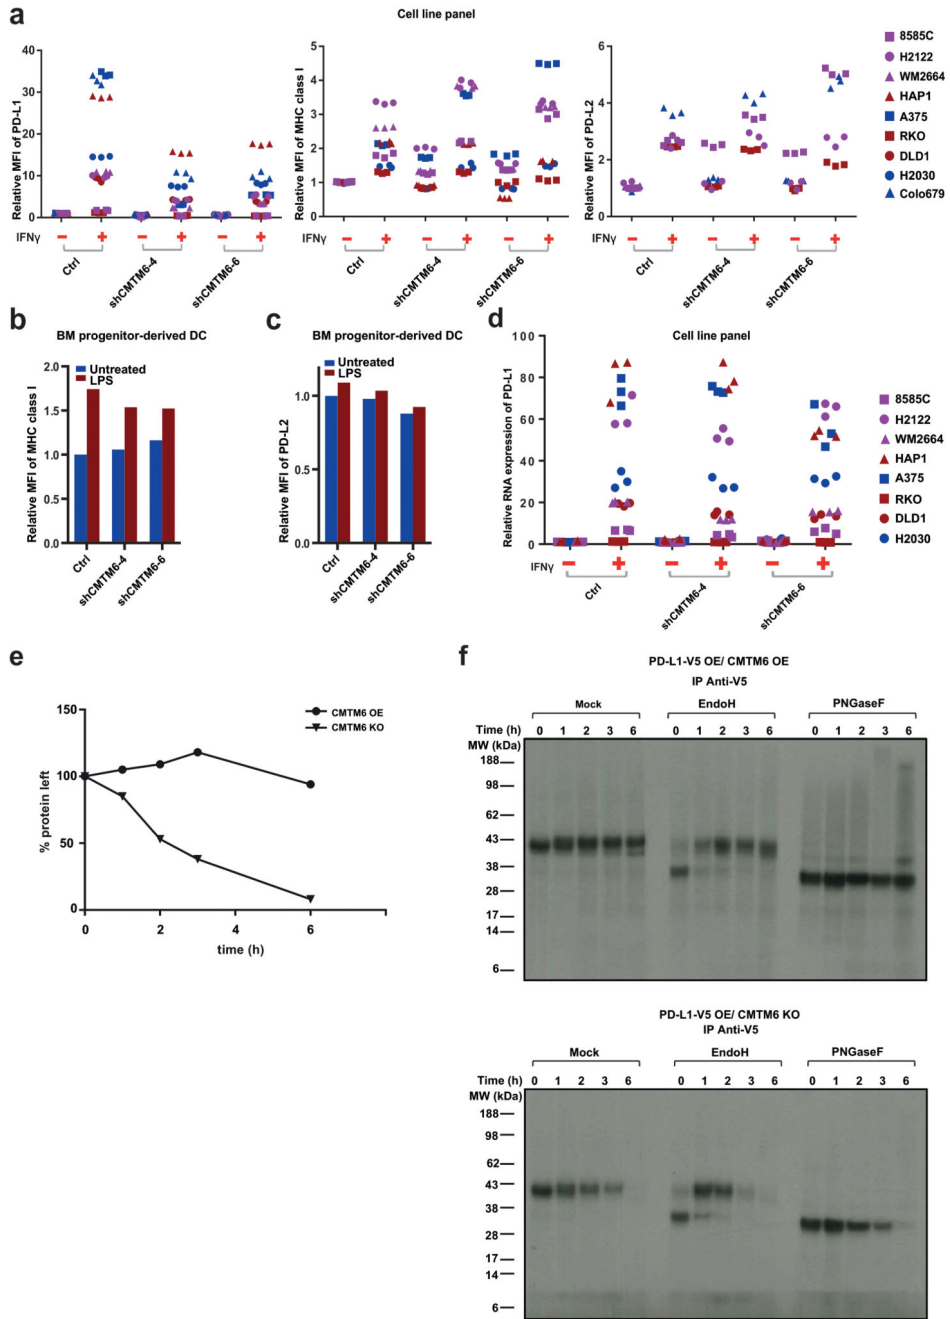 a
Cell line panel
Relative MFI of PD-L1
40
30
20
10
0
IFNγ
− + − + − +
Ctrl
shCMTM6-4
shCMTM6-6
Relative MFI of MHC class I
5
4
3
2
1
0
IFNγ
− + − + − +
Ctrl
shCMTM6-4
shCMTM6-6
Relative MFI of PD-L2
6
4
2
0
IFNγ
− + − + − +
Ctrl
shCMTM6-4
shCMTM6-6
8585C
H2122
WM2664
HAP1
A375
RKO
DLD1
H2030
Colo679
b
BM progenitor-derived DC
Relative MFI of MHC class I
2.0
1.5
1.0
0.5
0.0
Untreated
LPS
Ctrl
shCMTM6-4
shCMTM6-6
c
BM progenitor-derived DC
Relative MFI of PD-L2
1.0
0.5
0.0
Untreated
LPS
Ctrl
shCMTM6-4
shCMTM6-6
d
Cell line panel
Relative RNA expression of PD-L1
100
80
60
40
20
0
IFNγ
− + − + − +
Ctrl
shCMTM6-4
shCMTM6-6
8585C
H2122
WM2664
HAP1
A375
RKO
DLD1
H2030
e
% protein left
150
100
50
0
0 2 4 6
time (h)
CMTM6 OE
CMTM6 KO
f
PD-L1-V5 OE/ CMTM6 OE
IP Anti-V5
Mock EndoH PNGaseF
Time (h) 0 1 2 3 6 0 1 2 3 6 0 1 2 3 6
MW (kDa)
188
98
62
43
38
28
17
14
6
PD-L1-V5 OE/ CMTM6 KO
IP Anti-V5
Mock EndoH PNGaseF
Time (h) 0 1 2 3 6 0 1 2 3 6 0 1 2 3 6
MW (kDa)
188
98
62
43
38
28
17
14
6